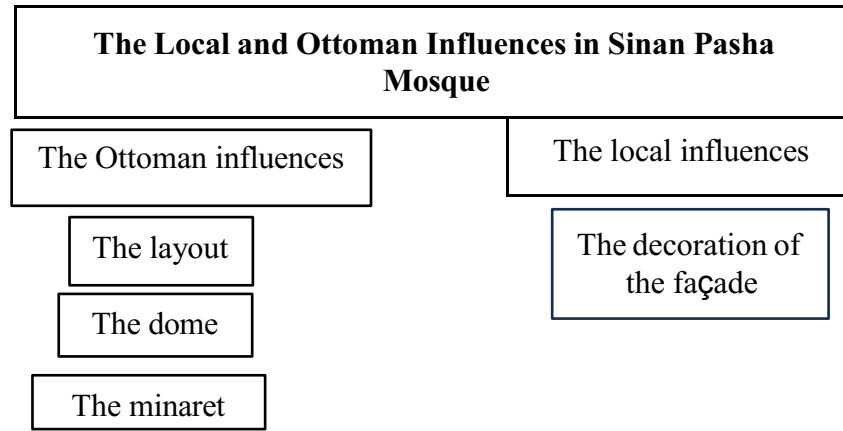 The Local and Ottoman Influences in Sinan Pasha
Mosque
The Ottoman influences
The local influences
The layout
The dome
The minaret
The decoration of
the façade